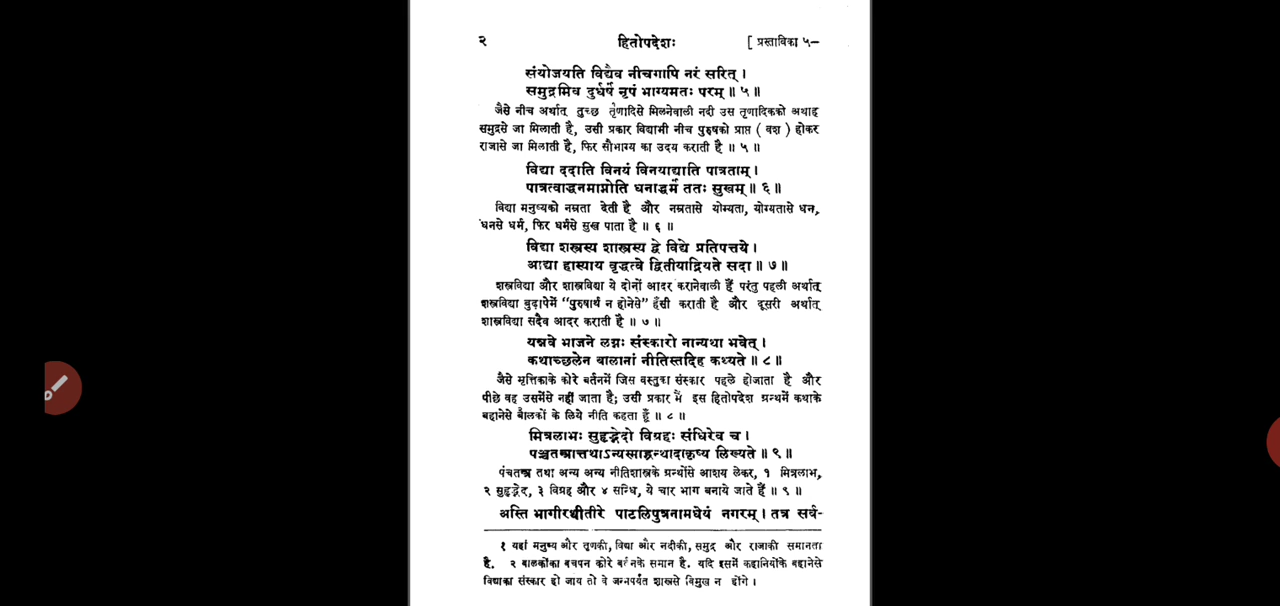 २ हितोपदेशः [ प्रस्ताविका ५–
संयोजयति विद्यैव नीचगापि नरं सरित् ।
समुद्रमिव दुर्धर्षं नृपं भाग्यमतः परम् ॥ ५ ॥
जैसे नीच अर्थात् तुच्छ तृणादिसे मिलनेवाली नदी उस तृणादिकको अथाह
समुद्रसे जा मिलाती है, उसी प्रकार विद्यामी नीच पुरुषको प्राप्त ( वश ) होकर
राजासे जा मिलाती है, फिर सौभाग्य का उदय कराती है ॥ ५ ॥
विद्या ददाति विनयं विनयाद्याति पात्रताम् ।
पात्रत्वाद्धनमाप्नोति धनाद्धर्मं ततः सुखम् ॥ ६ ॥
विद्या मनुष्यको नम्रता देती है और नम्रतासे योग्यता, योग्यतासे धन,
धनसे धर्म, फिर धर्मसे सुख पाता है ॥ ६ ॥
विद्या शस्त्रस्य शास्त्रस्य द्वे विद्ये प्रतिपत्तये ।
आद्या हास्याय वृद्धत्वे द्वितीयाद्रियते सदा ॥ ७ ॥
शस्त्रविद्या और शास्त्रविद्या ये दोनों आदर करानेवाली हैं परंतु पहली अर्थात्
शस्त्रविद्या बुढ़ापेमें “पुरुषार्थ न होनेसे” हँसी कराती है और दूसरी अर्थात्
शास्त्रविद्या सदैव आदर कराती है ॥ ७ ॥
यन्नवे भाजने लग्नः संस्कारो नान्यथा भवेत् ।
कथाच्छलेन बालानां नीतिस्तदिह कथ्यते ॥ ८ ॥
जैसे मृत्तिकाके कोरे बर्तनमें जिस वस्तुका संस्कार पहले होजाता है और
पीछे वह उसमेंसे नहीं जाता है; उसी प्रकार मैं इस हितोपदेश ग्रन्थमें कथाके
बहानेसे बालकों के लिये नीति कहता हूँ ॥ ८ ॥
मित्रलाभः सुहृद्भेदो विग्रहः संधिरेव च ।
पञ्चतन्त्रात्तथाऽन्यस्माद्ग्रन्थादाकृष्य लिख्यते ॥ ९ ॥
पंचतन्त्र तथा अन्य अन्य नीतिशास्त्रके ग्रन्थोंसे आशय लेकर, १ मित्रलाभ,
२ सुहृद्भेद, ३ विग्रह और ४ सन्धि, ये चार भाग बनाये जाते हैं ॥ ९ ॥
अस्ति भागीरथीतीरे पाटलिपुत्रनामधेयं नगरम् । तत्र सर्व-
१ यहां मनुष्य और तृणकी, विद्या और नदीकी, समुद्र और राजाकी समानता
है. २ बालकोंका बचपन कोरे बर्तनके समान है. यदि इसमें कहानियोंके बहानेसे
विद्याका संस्कार हो जाय तो वे जन्मपर्यंत शास्त्रसे विमुख न होंगे ।